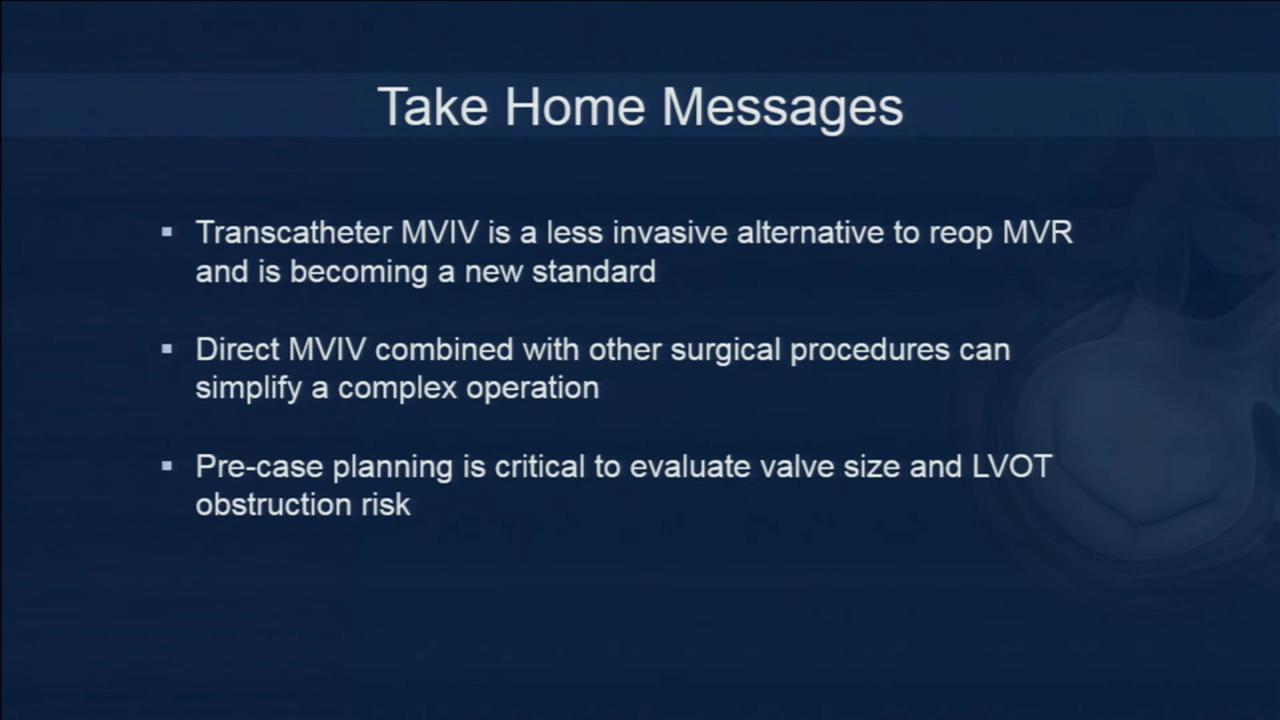 Take Home Messages
▪ Transcatheter MVIV is a less invasive alternative to reop MVR
and is becoming a new standard
▪ Direct MVIV combined with other surgical procedures can
simplify a complex operation
▪ Pre-case planning is critical to evaluate valve size and LVOT
obstruction risk